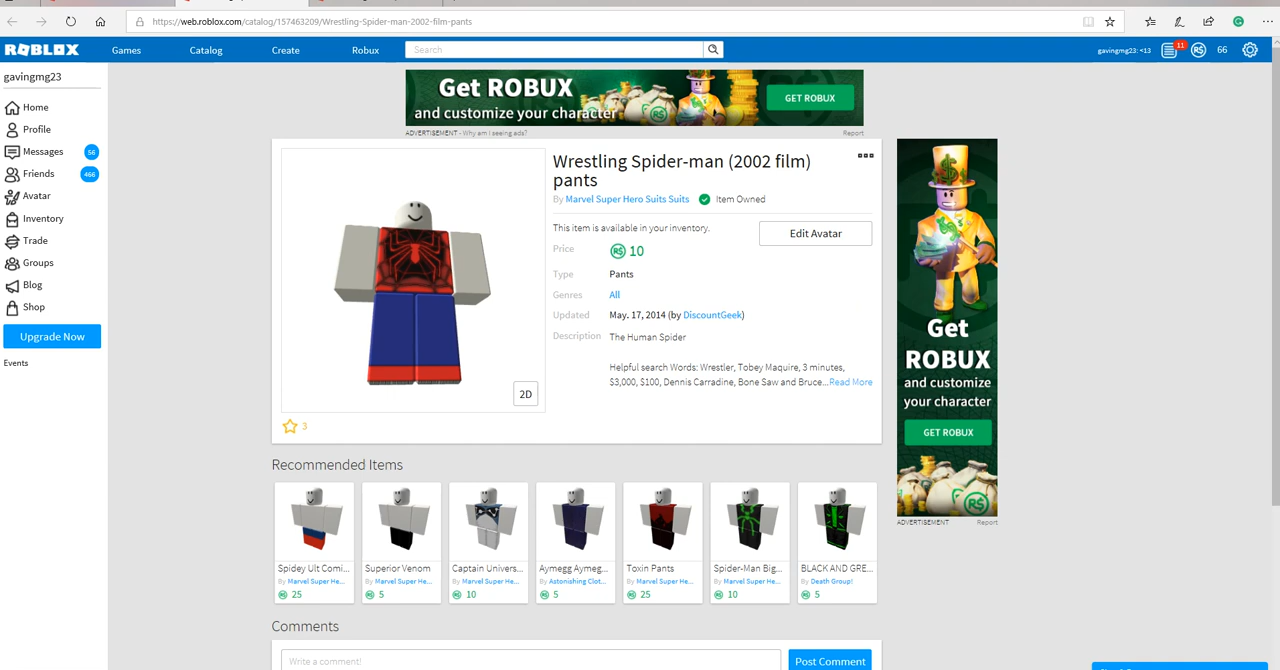 https://web.roblox.com/catalog/157463209/Wrestling-Spider-man-2002-film-pants
ROBLOX
Games
Catalog
Create
Robux
Search
gavingmg23: <13
11
66
gavingmg23
Home
Profile
Messages
56
Friends
466
Avatar
Inventory
Trade
Groups
Blog
Shop
Upgrade Now
Events
Get ROBUX
and customize your character
GET ROBUX
ADVERTISEMENT - Why am I seeing ads?
Report
Wrestling Spider-man (2002 film)
pants
By Marvel Super Hero Suits Suits
Item Owned
This item is available in your inventory.
Edit Avatar
Price
R$ 10
Type
Pants
Genres
All
Updated
May. 17, 2014 (by DiscountGeek)
Description
The Human Spider
Helpful search Words: Wrestler, Tobey Maquire, 3 minutes,
$3,000, $100, Dennis Carradine, Bone Saw and Bruce...Read More
2D
3
Get
ROBUX
and customize
your character
GET ROBUX
R$
ADVERTISEMENT
Report
Recommended Items
Spidey Ult Comi...
By Marvel Super He...
25
Superior Venom
By Marvel Super He...
5
Captain Univers...
By Marvel Super He...
10
Aymegg Aymeg...
By Astonishing Clot...
5
Toxin Pants
By Marvel Super He...
25
Spider-Man Big...
By Marvel Super He...
10
BLACK AND GRE...
By Death Group!
5
Comments
Write a comment!
Post Comment